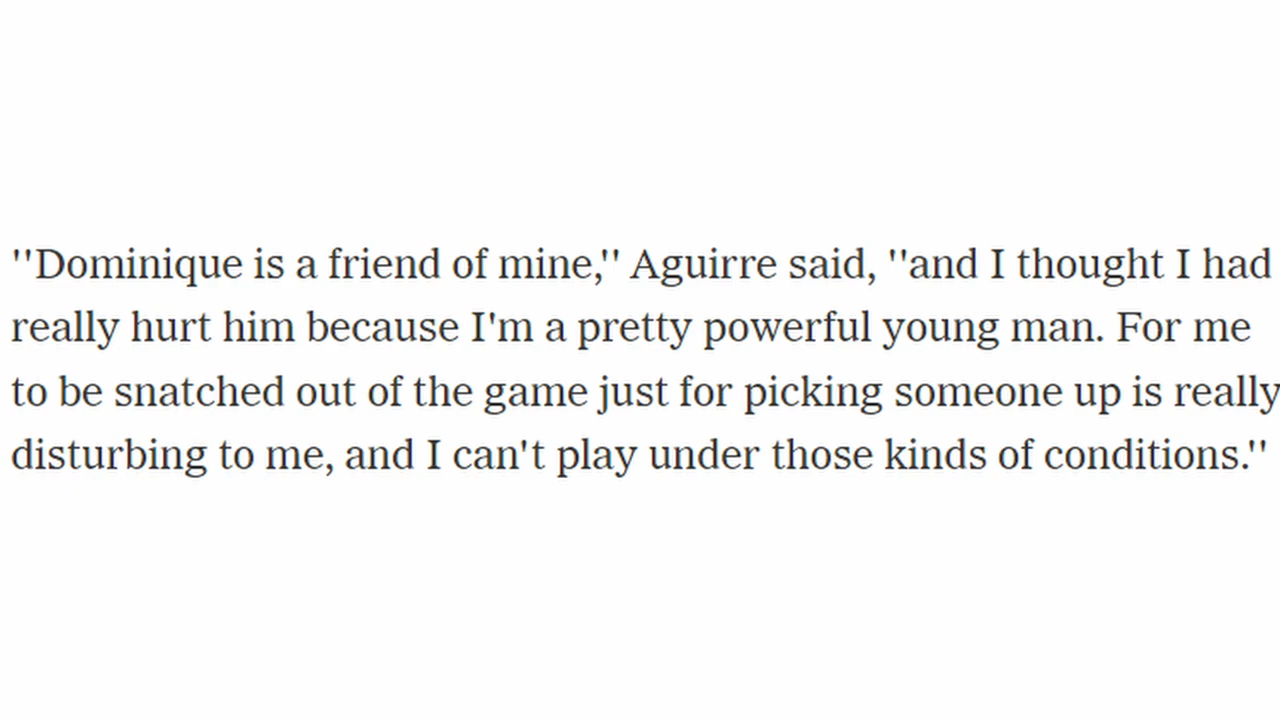 ''Dominique is a friend of mine,'' Aguirre said, ''and I thought I had
really hurt him because I'm a pretty powerful young man. For me
to be snatched out of the game just for picking someone up is really
disturbing to me, and I can't play under those kinds of conditions.''